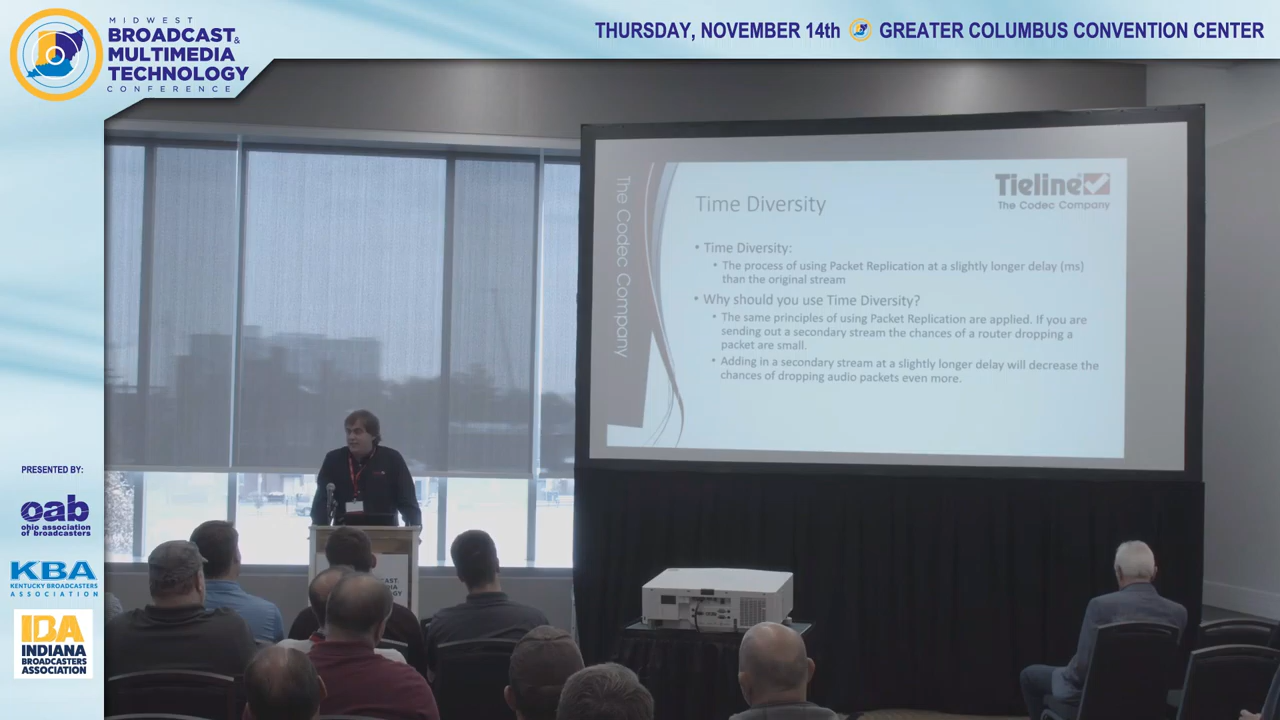 MIDWEST
BROADCAST &
MULTIMEDIA
TECHNOLOGY
CONFERENCE
THURSDAY, NOVEMBER 14th
GREATER COLUMBUS CONVENTION CENTER
PRESENTED BY:
oab
ohio association
of broadcasters
KBA
KENTUCKY BROADCASTERS
ASSOCIATION
IBA
INDIANA
BROADCASTERS
ASSOCIATION
The Codec Company
Tieline
The Codec Company
Time Diversity
• Time Diversity:
• The process of using Packet Replication at a slightly longer delay (ms)
than the original stream
• Why should you use Time Diversity?
• The same principles of using Packet Replication are applied. If you are
sending out a secondary stream the chances of a router dropping a
packet are small.
• Adding in a secondary stream at a slightly longer delay will decrease the
chances of dropping audio packets even more.